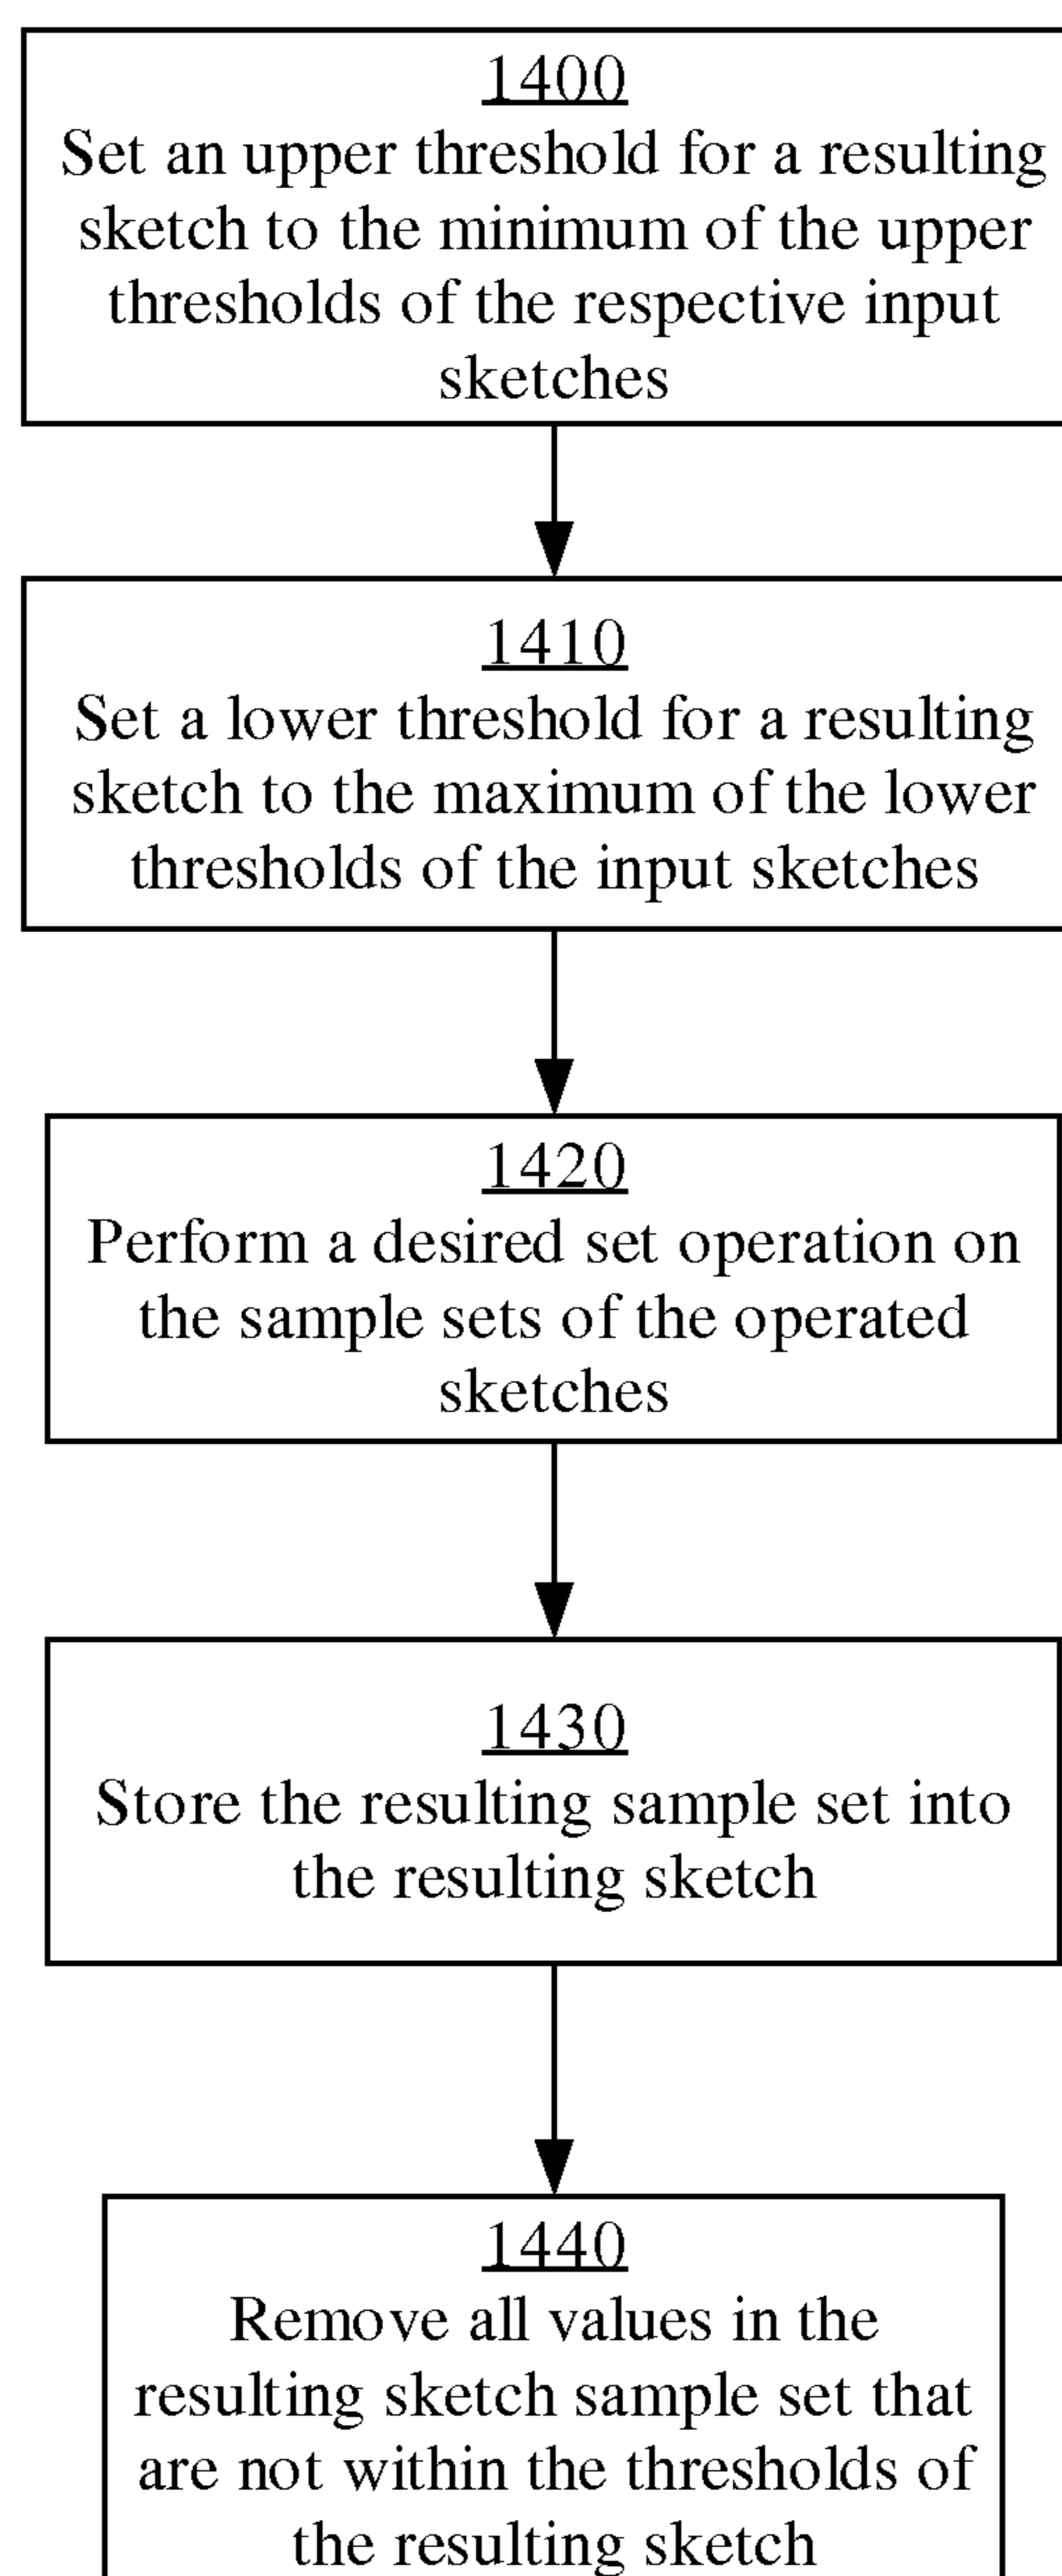 1400
Set an upper threshold for a resulting
sketch to the minimum of the upper
thresholds of the respective input
sketches
1410
Set a lower threshold for a resulting
sketch to the maximum of the lower
thresholds of the input sketches
1420
Perform a desired set operation on
the sample sets of the operated
sketches
1430
Store the resulting sample set into
the resulting sketch
1440
Remove all values in the
resulting sketch sample set that
are not within the thresholds of
the resulting sketch